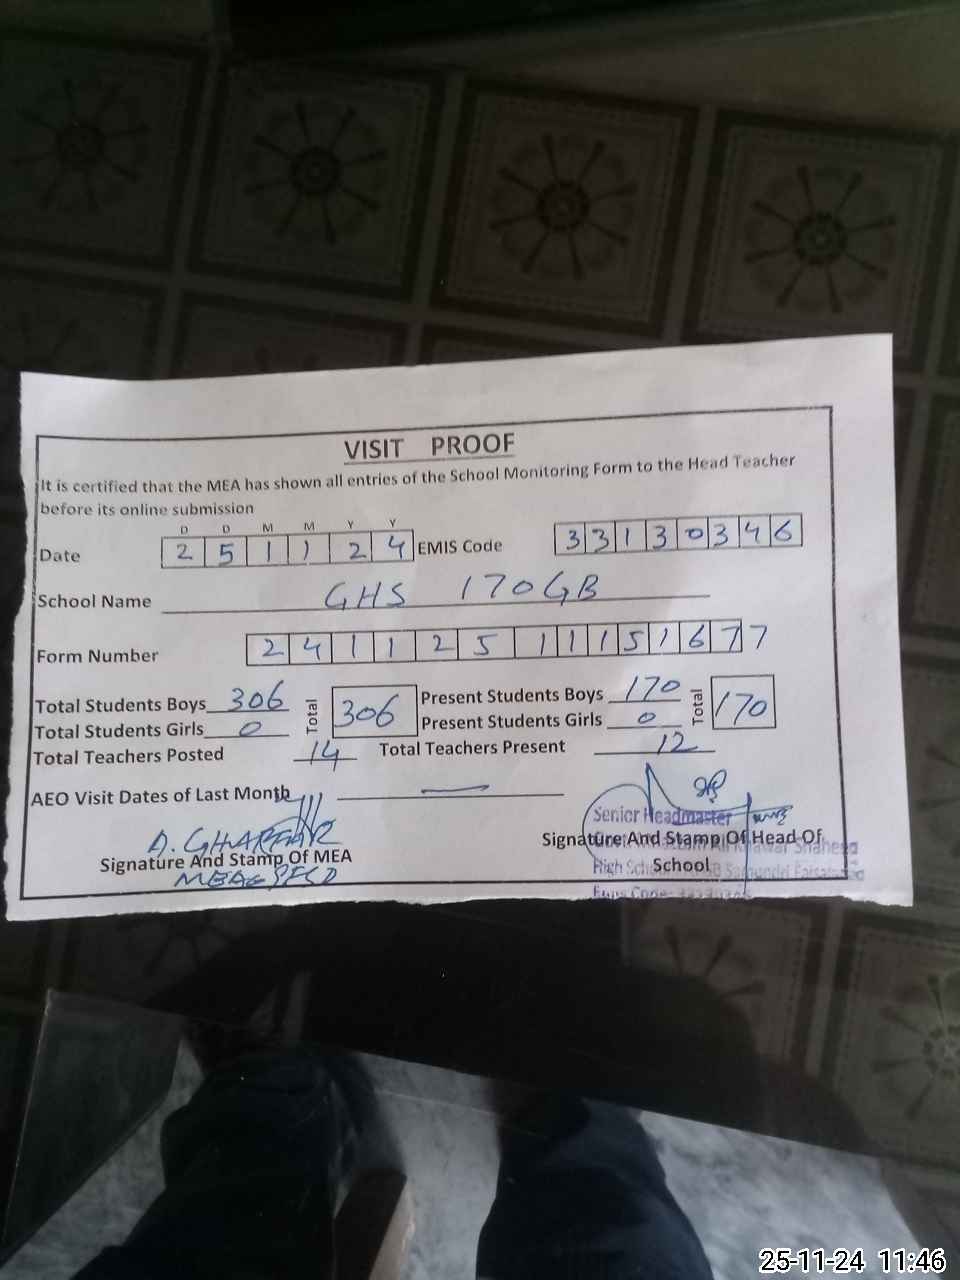 VISIT PROOF
It is certified that the MEA has shown all entries of the School Monitoring Form to the Head Teacher
before its online submission
D D M M Y Y
Date 2 5 1 1 2 4 EMIS Code 3 3 1 3 0 3 4 6
School Name GHS 170GB
Form Number 2 4 1 1 2 5 1 1 1 5 1 6 7 7
Total Students Boys 306 Total 306 Present Students Boys 170 Total 170
Total Students Girls 0 Present Students Girls 0
Total Teachers Posted 14 Total Teachers Present 12
AEO Visit Dates of Last Month —
A. GHAFFAR
Signature And Stamp Of MEA
Senior Headmaster
Signature And Stamp Of Head Of
School
High
25-11-24 11:46